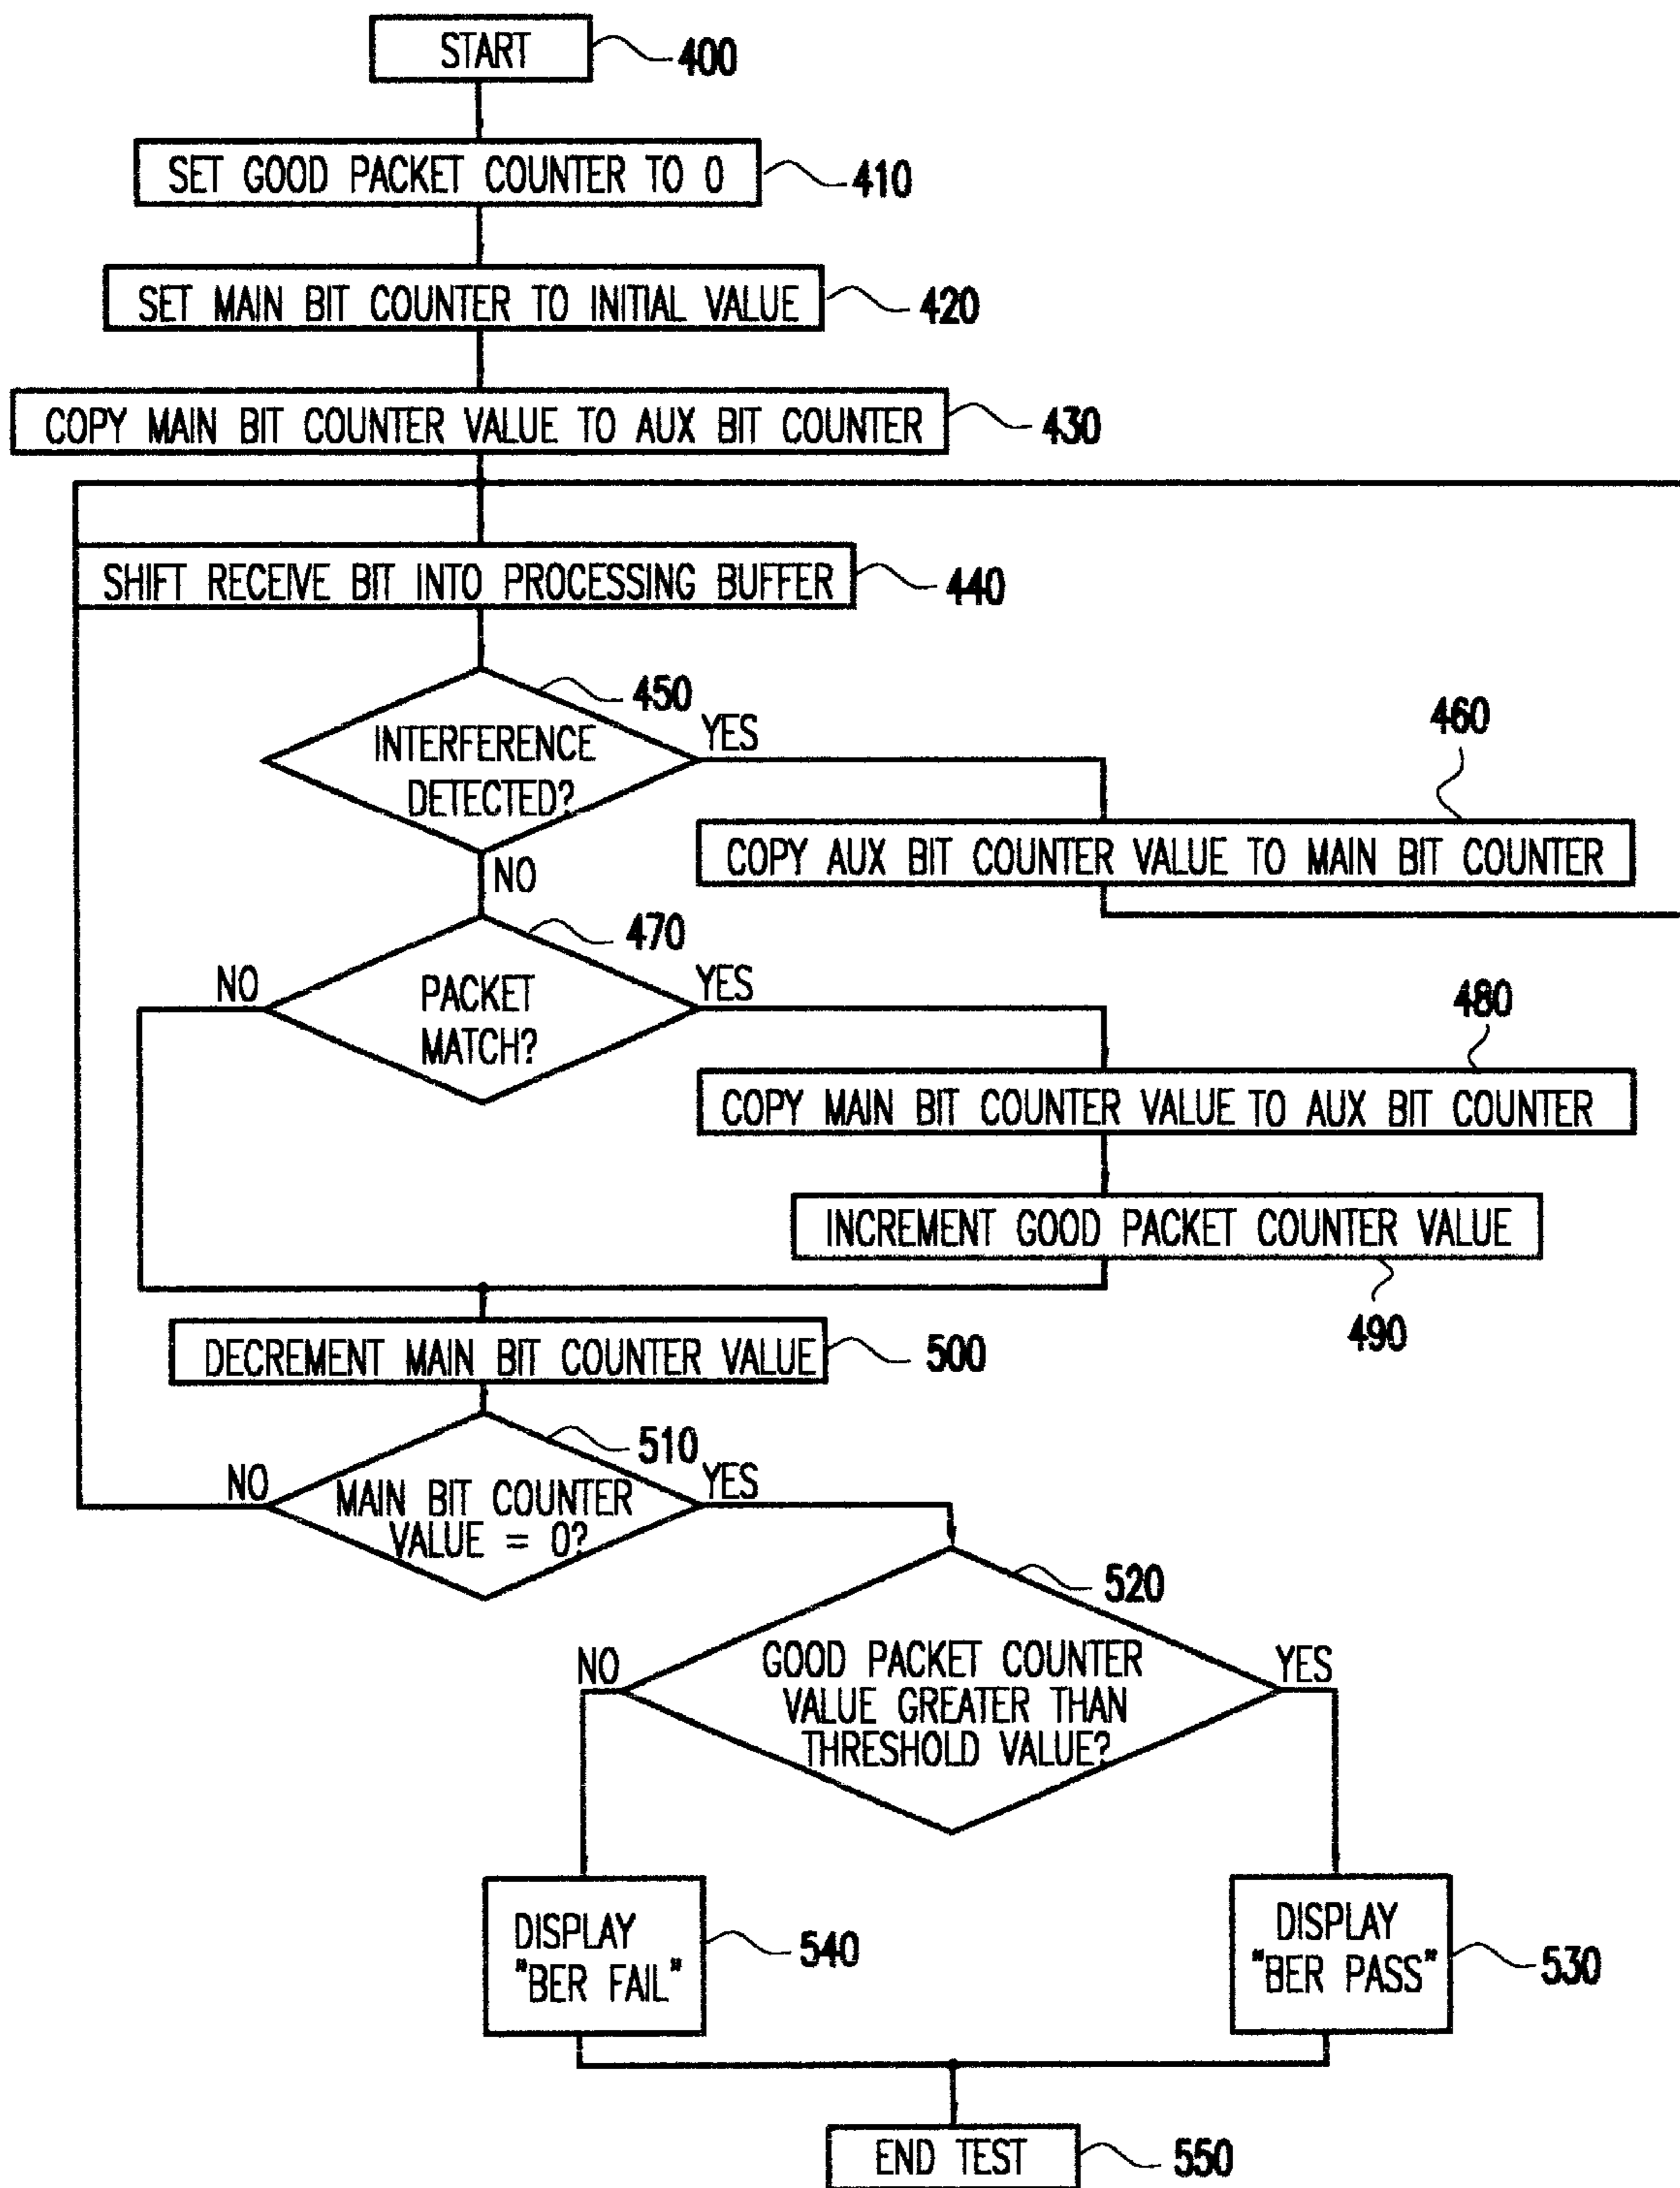 START
400
SET GOOD PACKET COUNTER TO 0
410
SET MAIN BIT COUNTER TO INITIAL VALUE
420
COPY MAIN BIT COUNTER VALUE TO AUX BIT COUNTER
430
SHIFT RECEIVE BIT INTO PROCESSING BUFFER
440
450
INTERFERENCE
DETECTED?
YES
NO
460
COPY AUX BIT COUNTER VALUE TO MAIN BIT COUNTER
470
PACKET
MATCH?
NO
YES
480
COPY MAIN BIT COUNTER VALUE TO AUX BIT COUNTER
INCREMENT GOOD PACKET COUNTER VALUE
490
DECREMENT MAIN BIT COUNTER VALUE
500
510
MAIN BIT COUNTER
VALUE = 0?
NO
YES
520
GOOD PACKET COUNTER
VALUE GREATER THAN
THRESHOLD VALUE?
NO
YES
DISPLAY
"BER FAIL"
540
DISPLAY
"BER PASS"
530
END TEST
550